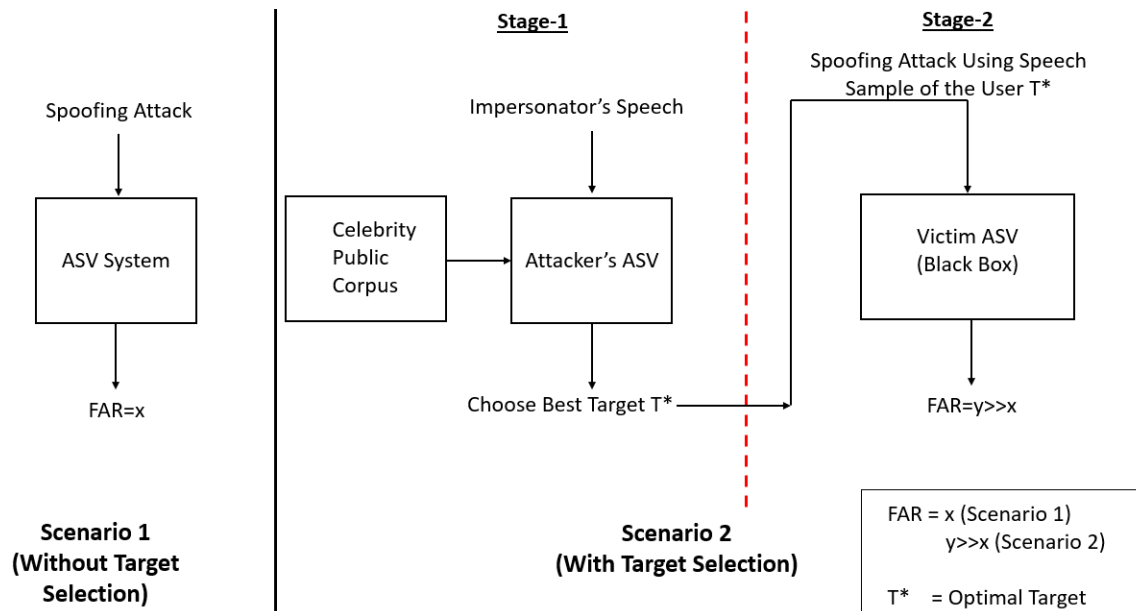 Spoofing Attack
ASV System
FAR=x
Scenario 1
(Without Target
Selection)
Stage-1
Impersonator’s Speech
Celebrity
Public
Corpus
Attacker’s ASV
Choose Best Target T*
Stage-2
Spoofing Attack Using Speech
Sample of the User T*
Victim ASV
(Black Box)
FAR=y>>x
Scenario 2
(With Target Selection)
FAR = x (Scenario 1)
y>>x (Scenario 2)
T* = Optimal Target